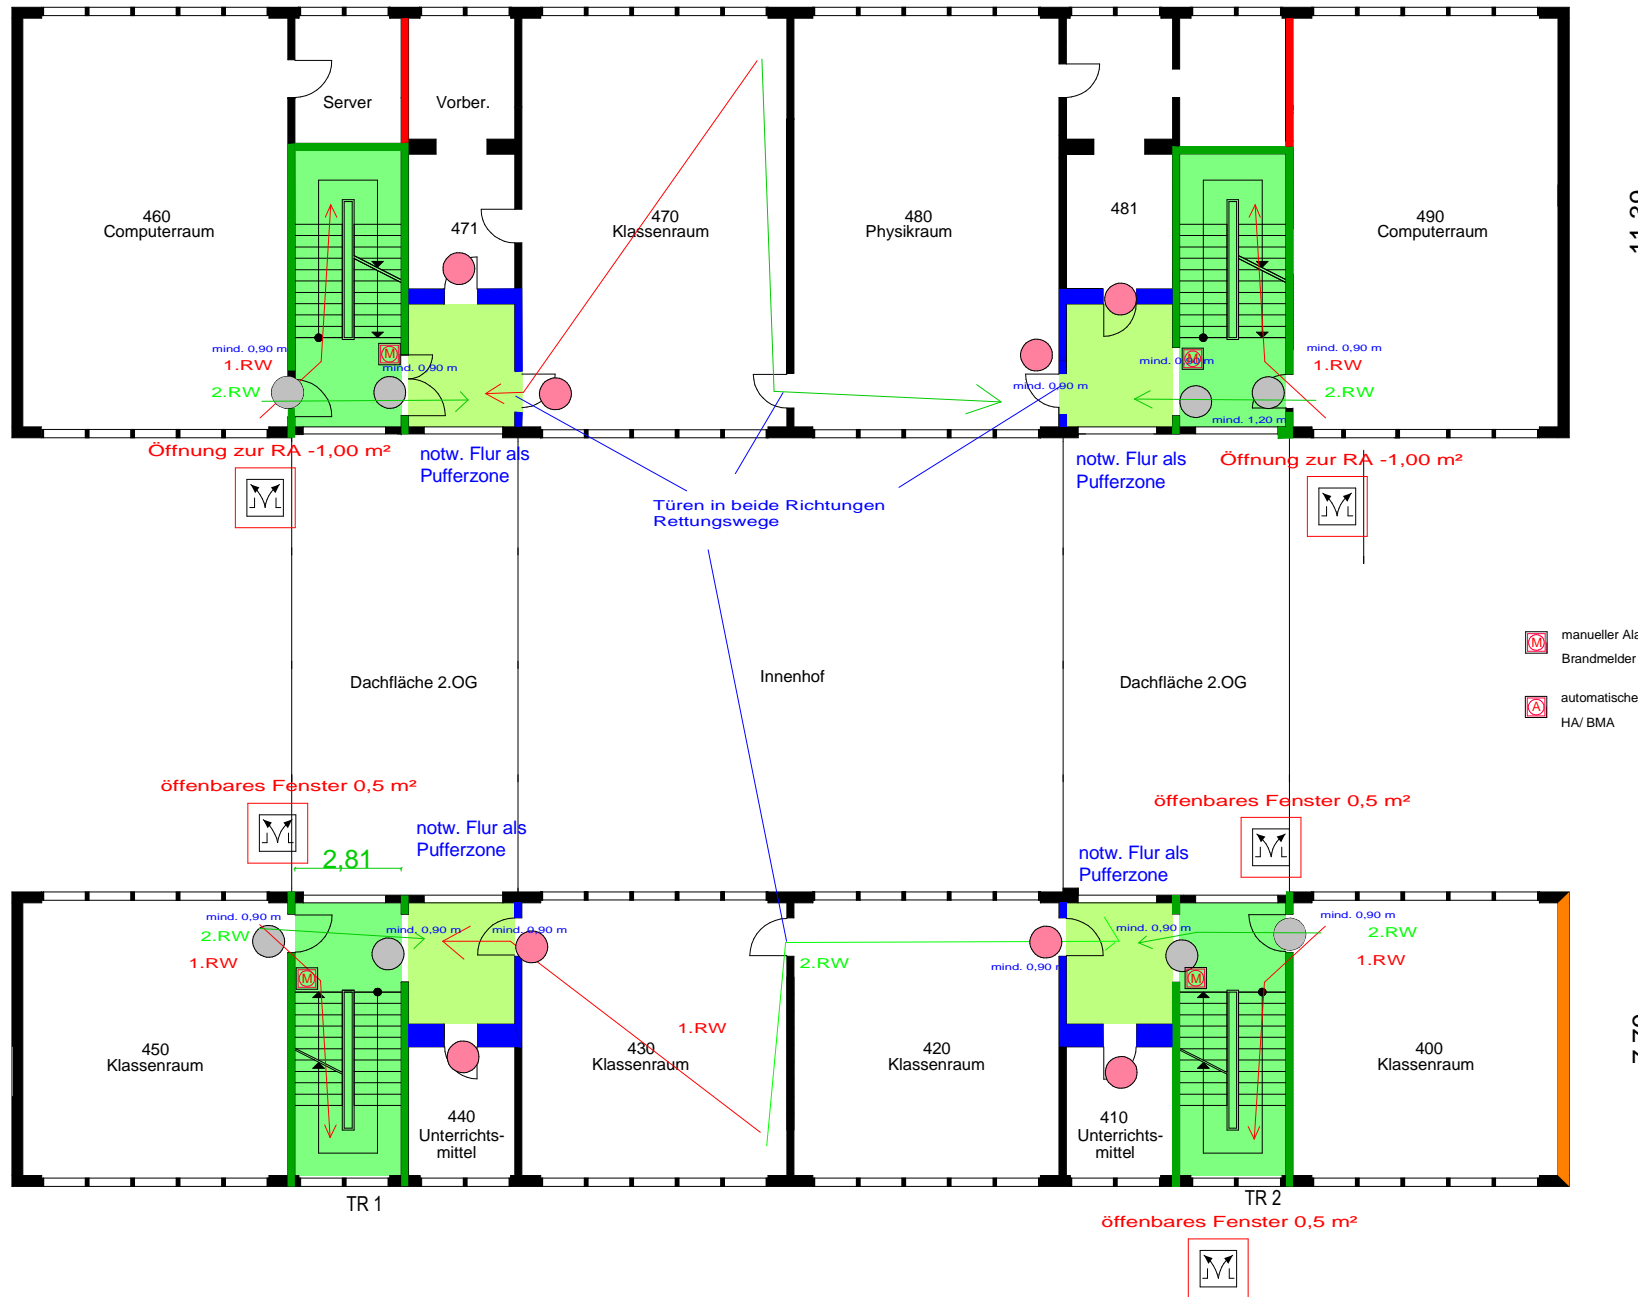 Server
Vorber.
460
Computerraum
471
470
Klassenraum
480
Physikraum
481
490
Computerraum
mind. 0,90 m
1.RW
2.RW
M
mind. 0,90 m
mind. 0,90 m
mind. 0,90 m
M
mind. 0,90 m
1.RW
2.RW
mind. 1,20 m
Öffnung zur RA -1,00 m²
notw. Flur als
Pufferzone
notw. Flur als
Pufferzone
Öffnung zur RA -1,00 m²
Türen in beide Richtungen
Rettungswege
manueller Ala
M
Brandmelder
automatische
A
HA/ BMA
Dachfläche 2.OG
Innenhof
Dachfläche 2.OG
öffenbares Fenster 0,5 m²
öffenbares Fenster 0,5 m²
notw. Flur als
Pufferzone
2,81
notw. Flur als
Pufferzone
mind. 0,90 m
2.RW
1.RW
mind. 0,90 m
mind. 0,90 m
M
2.RW
mind. 0,90 m
mind. 0,90 m
mind. 0,90 m
2.RW
1.RW
M
1.RW
450
Klassenraum
430
Klassenraum
420
Klassenraum
400
Klassenraum
440
Unterrichts-
mittel
410
Unterrichts-
mittel
TR 1
TR 2
öffenbares Fenster 0,5 m²